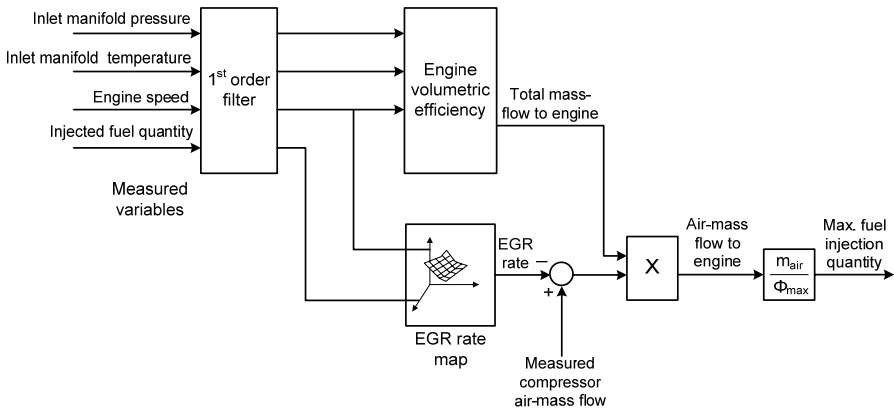 Inlet manifold pressure
Inlet manifold temperature
Engine speed
Injected fuel quantity
Measured
variables
1st order
filter
Engine
volumetric
efficiency
Total mass-
flow to engine
EGR
rate
−
+
EGR rate
map
Measured
compressor
air-mass flow
X
Air-mass
flow to
engine
mair
Φmax
Max. fuel
injection
quantity